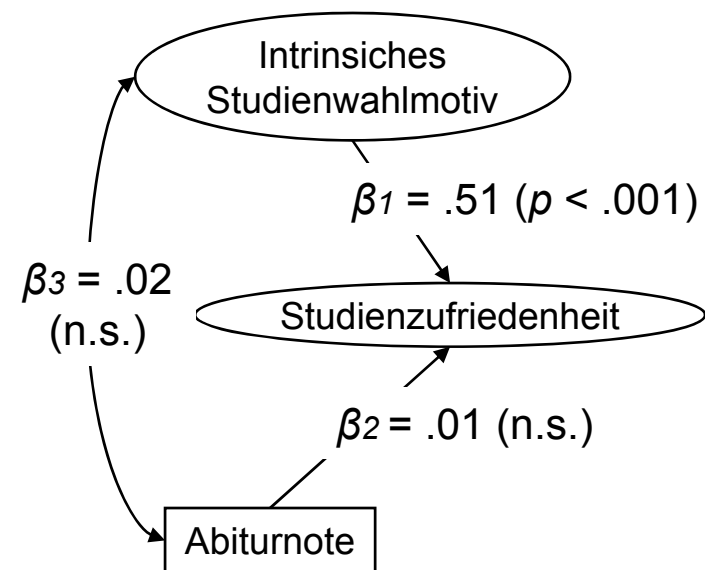 Intrinsiches
Studienwahlmotiv
β1 = .51 (p < .001)
β3 = .02
(n.s.)
Studienzufriedenheit
β2 = .01 (n.s.)
Abiturnote